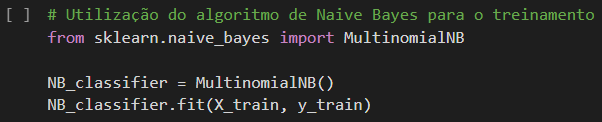 [ ] # Utilização do algoritmo de Naive Bayes para o treinamento
from sklearn.naive_bayes import MultinomialNB
NB_classifier = MultinomialNB()
NB_classifier.fit(X_train, y_train)